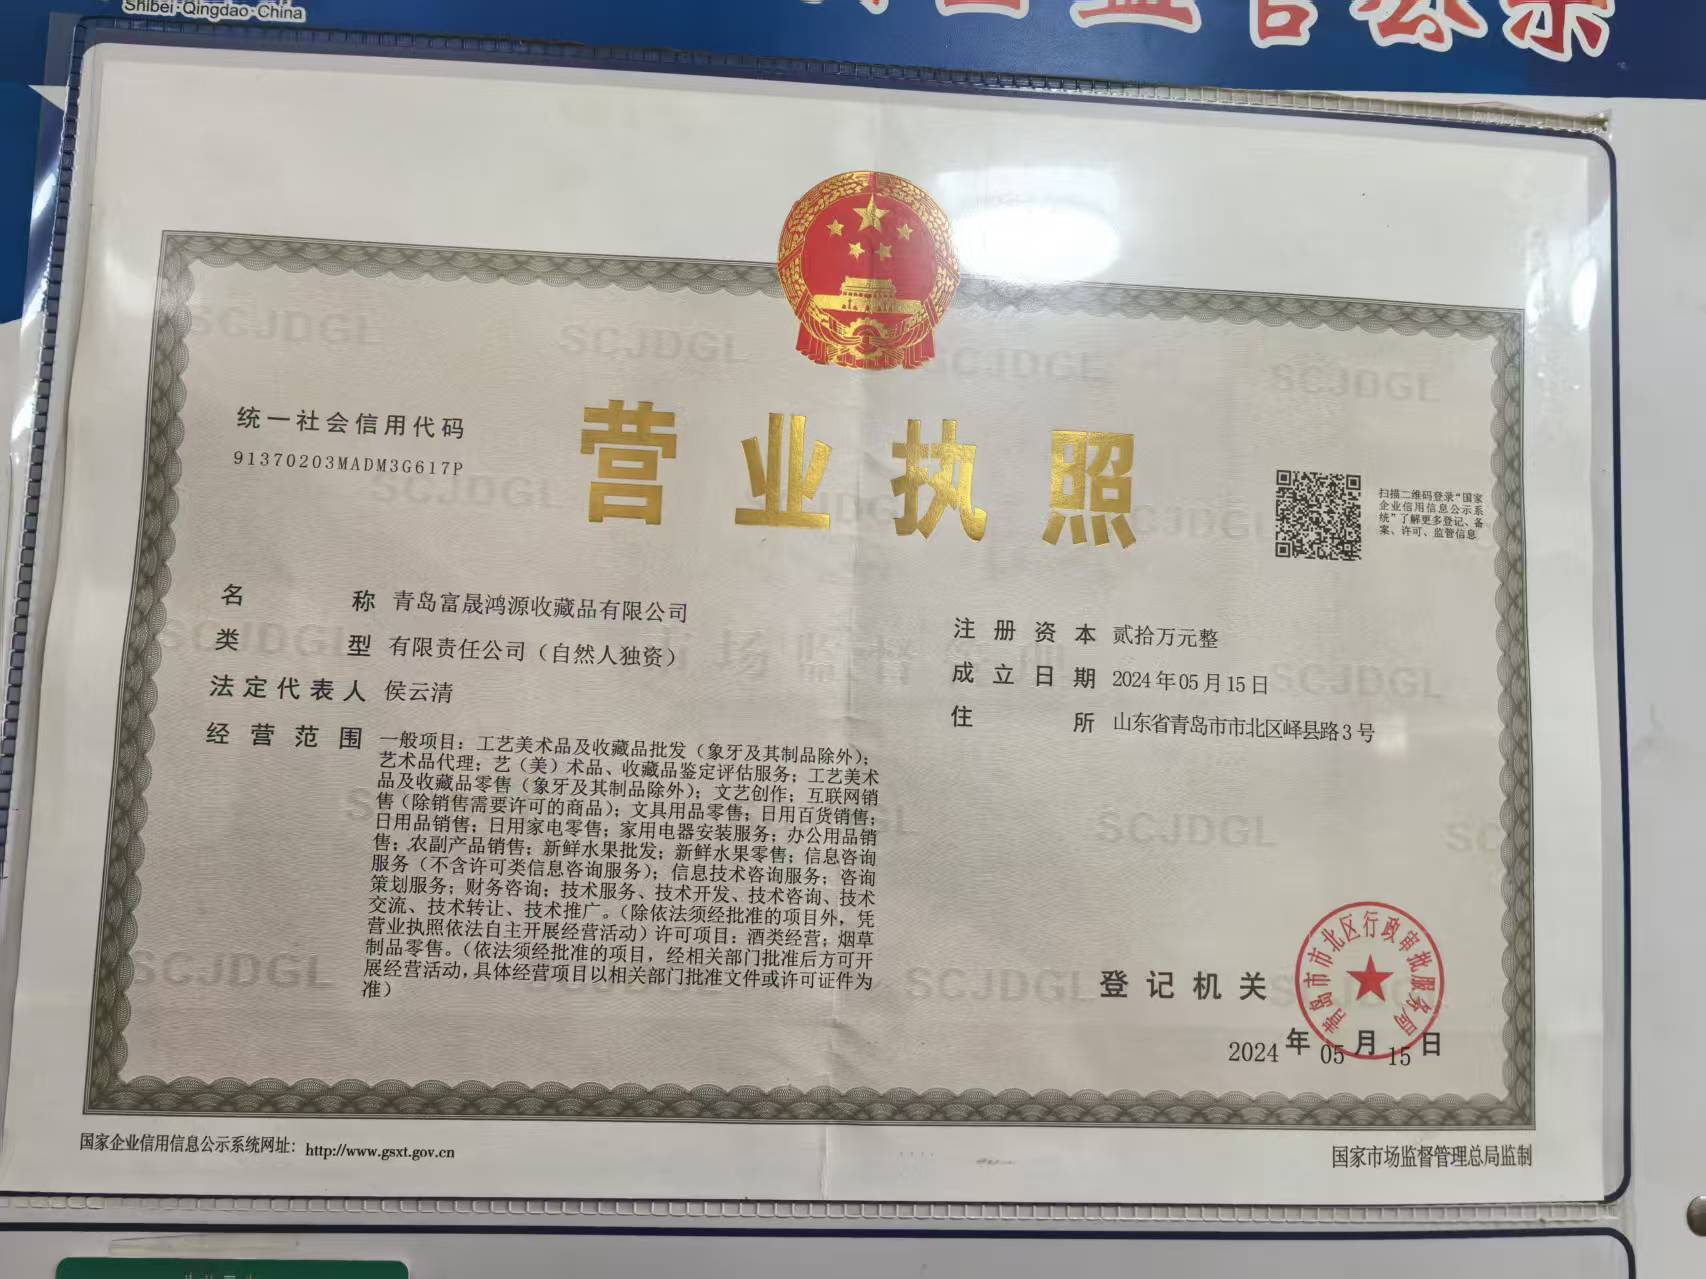 Shibei·Qingdao·China
营业执照
统一社会信用代码
91370203MADM3G617P
扫描二维码登录“国家
企业信用信息公示系
统”了解更多登记、备
案、许可、监管信息
名称 青岛富晟鸿源收藏品有限公司
类型 有限责任公司（自然人独资）
法定代表人 侯云清
经营范围 一般项目：工艺美术品及收藏品批发（象牙及其制品除外）；
艺术品代理；艺（美）术品、收藏品鉴定评估服务；工艺美术
品及收藏品零售（象牙及其制品除外）；文艺创作；互联网销
售（除销售需要许可的商品）；文具用品零售；日用百货销售；
日用品销售；日用家电零售；家用电器安装服务；办公用品销
售；农副产品销售；新鲜水果批发；新鲜水果零售；信息咨询
服务（不含许可类信息咨询服务）；信息技术咨询服务；咨询
策划服务；财务咨询；技术服务、技术开发、技术咨询、技术
交流、技术转让、技术推广。（除依法须经批准的项目外，凭
营业执照依法自主开展经营活动）许可项目：酒类经营；烟草
制品零售。（依法须经批准的项目，经相关部门批准后方可开
展经营活动，具体经营项目以相关部门批准文件或许可证件为
准）
注册资本 贰拾万元整
成立日期 2024年05月15日
住所 山东省青岛市市北区峄县路3号
登记机关
青岛市市北区行政审批服务局
2024年05月15日
国家企业信用信息公示系统网址：http://www.gsxt.gov.cn
国家市场监督管理总局监制